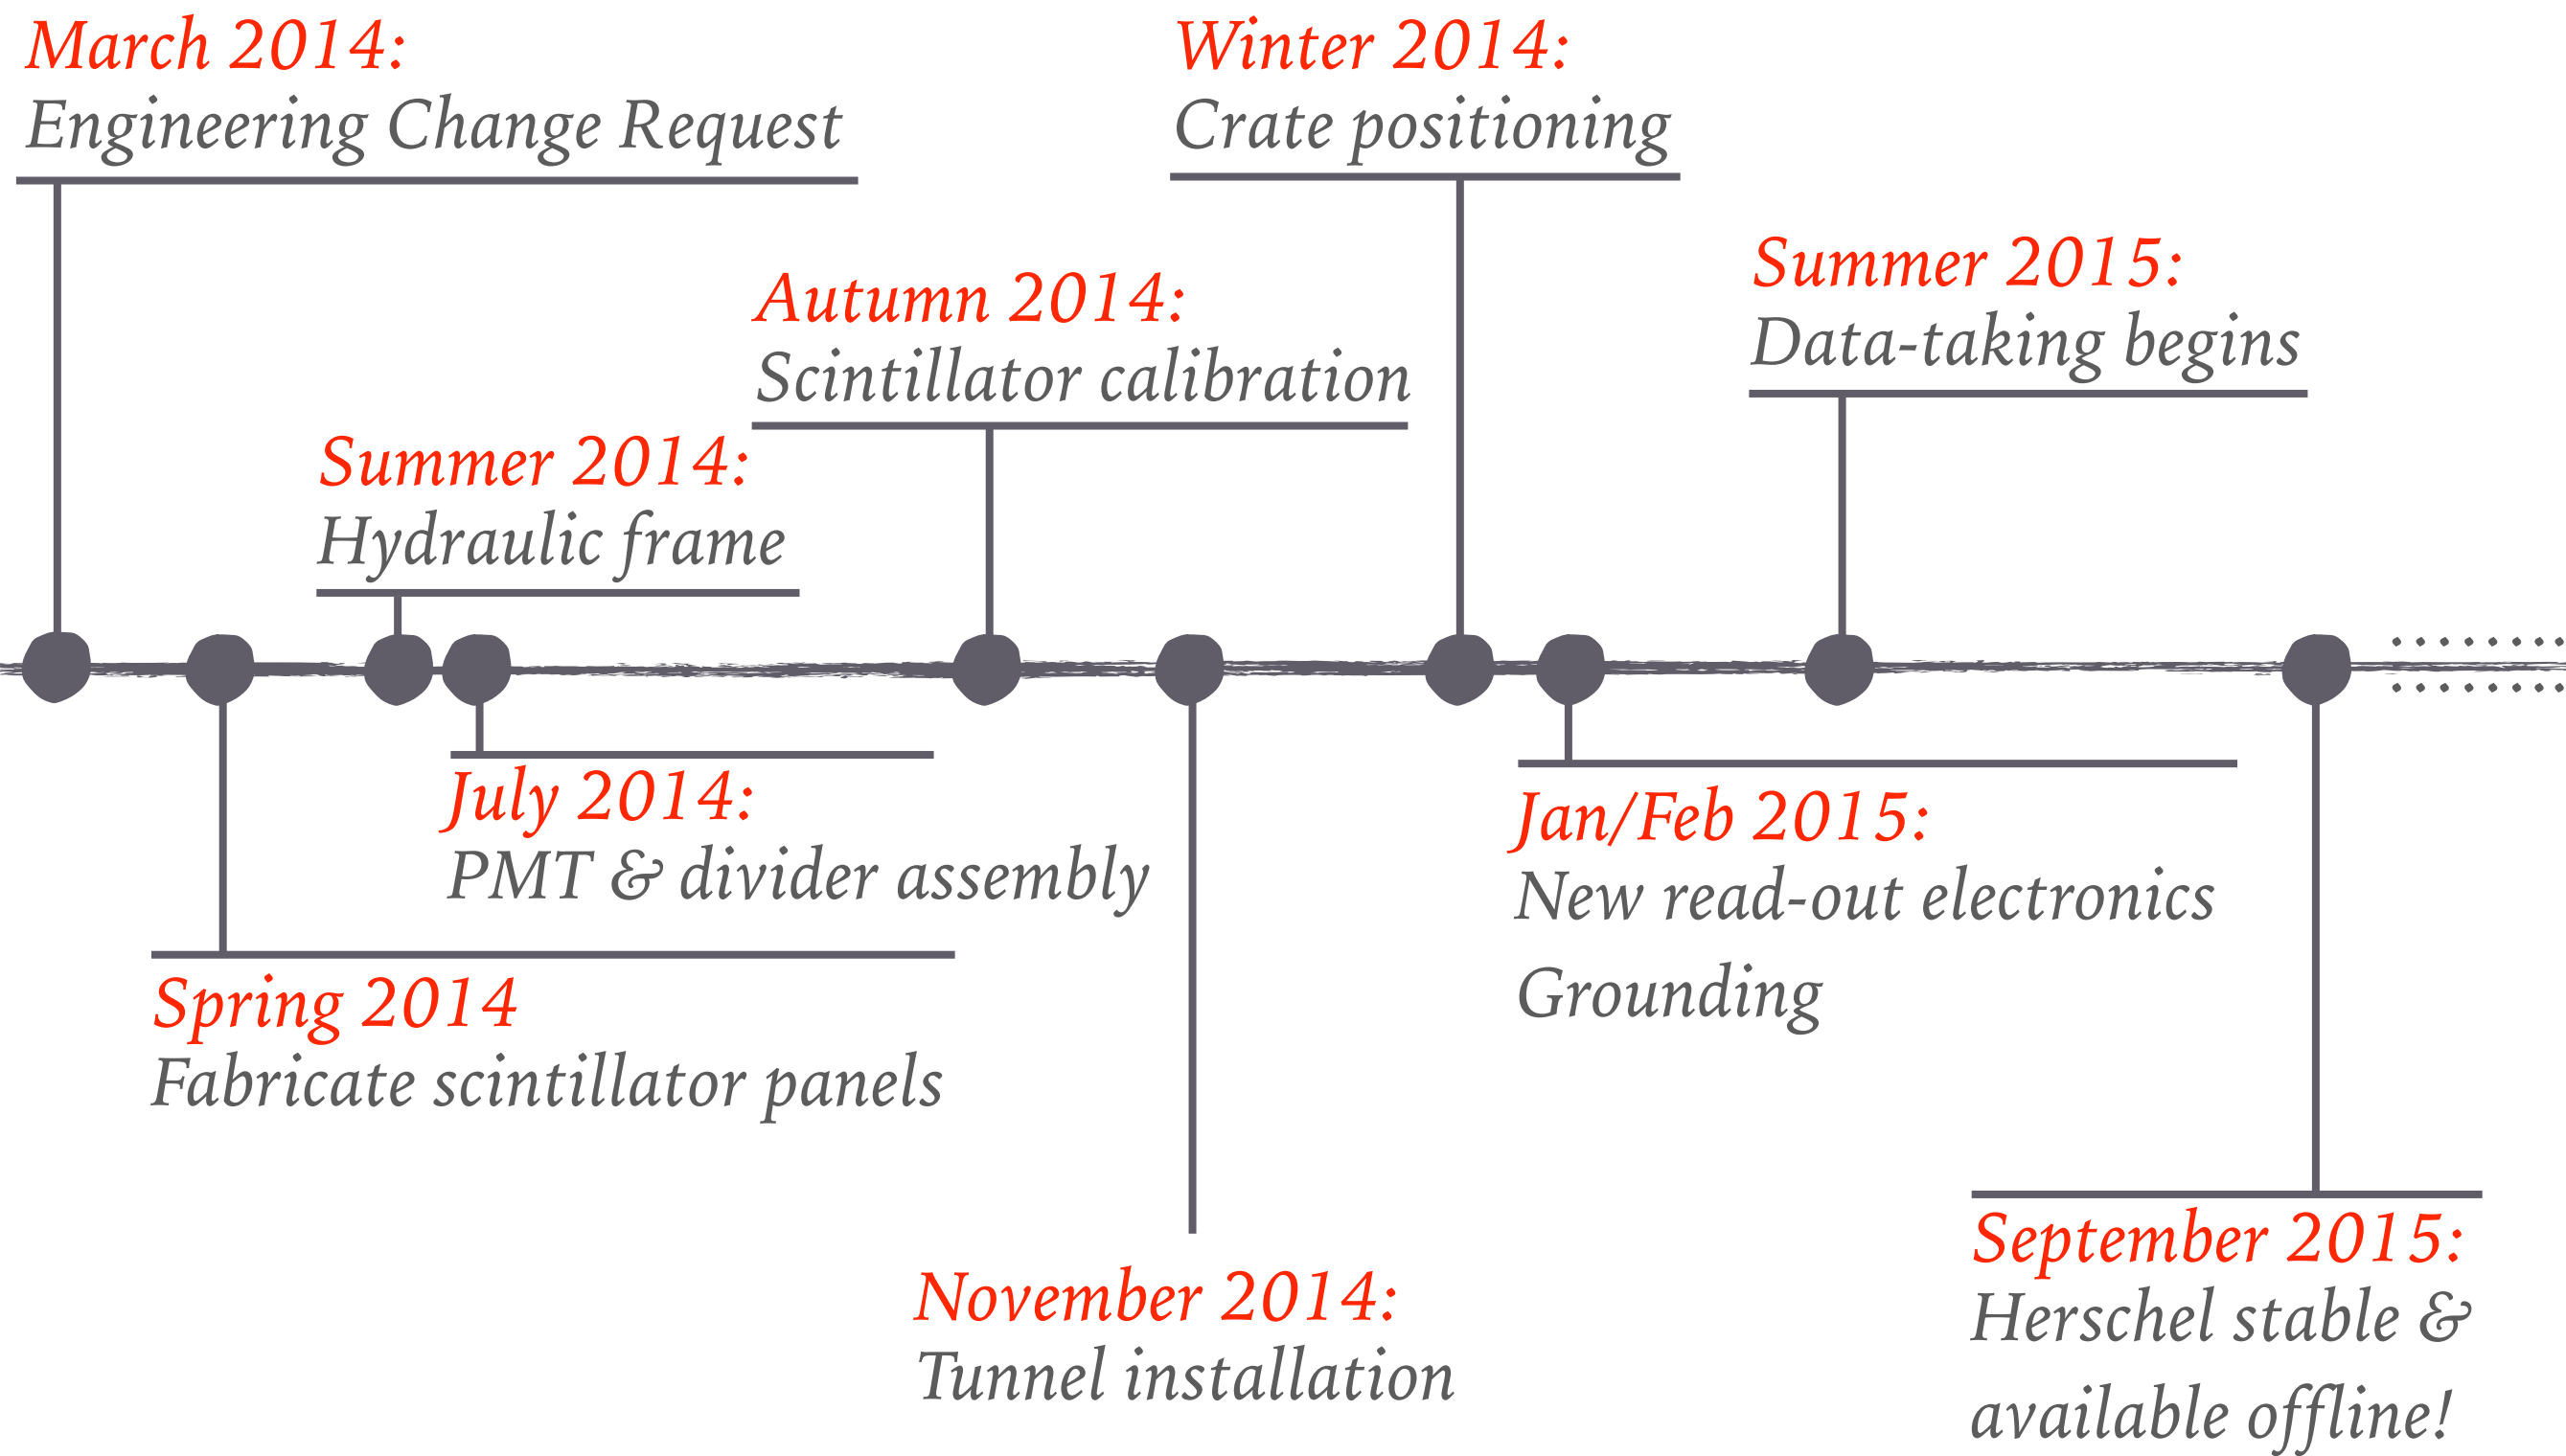 March 2014:
Engineering Change Request
Winter 2014:
Crate positioning
Summer 2015:
Data-taking begins
Autumn 2014:
Scintillator calibration
Summer 2014:
Hydraulic frame
July 2014:
PMT & divider assembly
Jan/Feb 2015:
New read-out electronics
Grounding
Spring 2014
Fabricate scintillator panels
November 2014:
Tunnel installation
September 2015:
Herschel stable &
available offline!